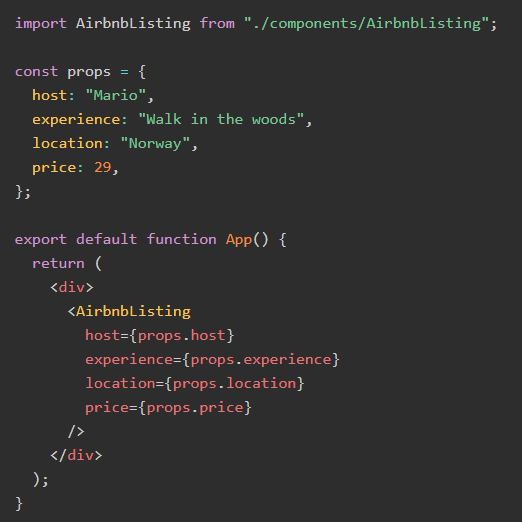 import AirbnbListing from "./components/AirbnbListing";

const props = {
  host: "Mario",
  experience: "Walk in the woods",
  location: "Norway",
  price: 29,
};

export default function App() {
  return (
    <div>
      <AirbnbListing
        host={props.host}
        experience={props.experience}
        location={props.location}
        price={props.price}
      />
    </div>
  );
}